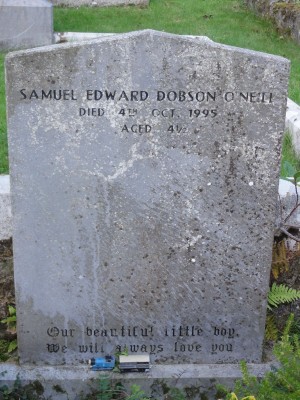 SAMUEL EDWARD DOBSON O'NEILL
DIED 4TH OCT 1995
AGED 4½
Our beautiful little boy,
We will always love you